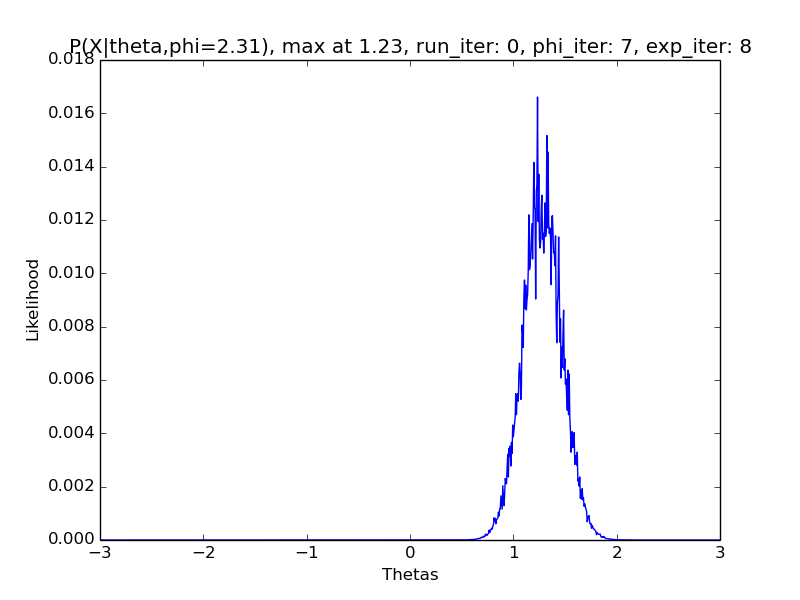 P(X|theta,phi=2.31), max at 1.23, run_iter: 0, phi_iter: 7, exp_iter: 8
0.018
0.016
0.014
0.012
0.010
0.008
0.006
0.004
0.002
0.000
Likelihood
−3 −2 −1 0 1 2 3
Thetas